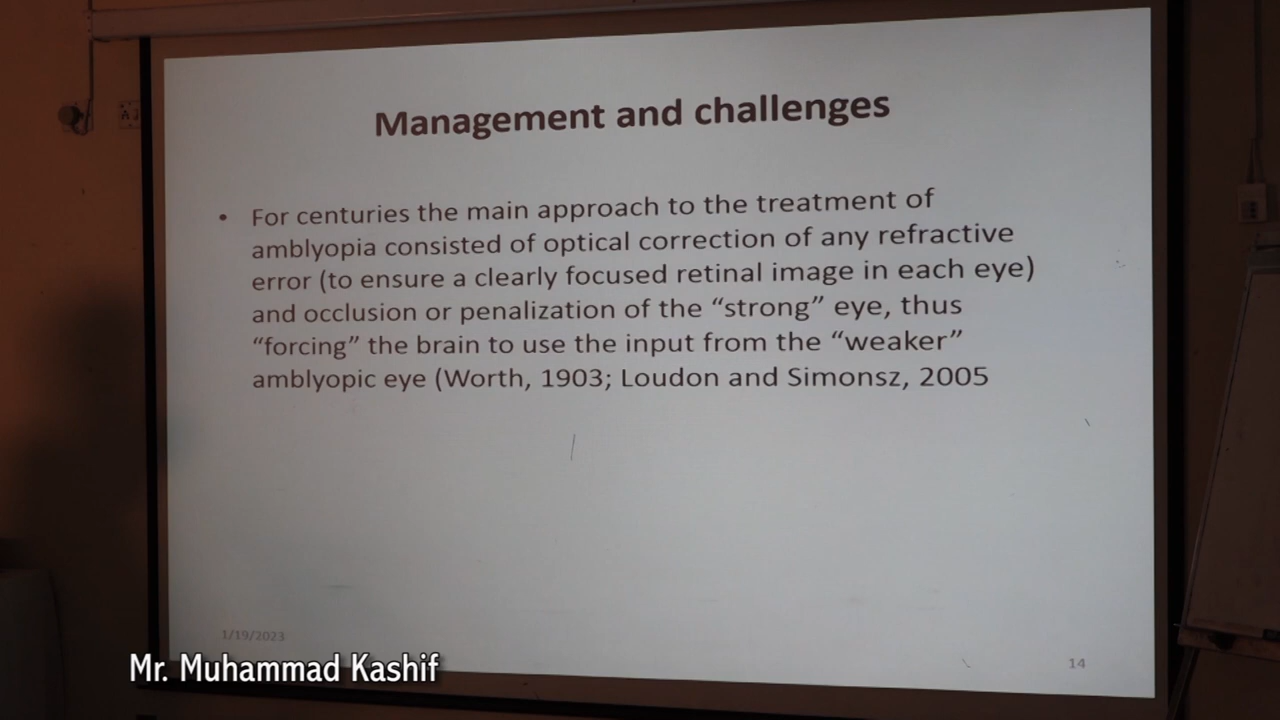 Management and challenges
• For centuries the main approach to the treatment of
amblyopia consisted of optical correction of any refractive
error (to ensure a clearly focused retinal image in each eye)
and occlusion or penalization of the “strong” eye, thus
“forcing” the brain to use the input from the “weaker”
amblyopic eye (Worth, 1903; Loudon and Simonsz, 2005
1/19/2023
14
Mr. Muhammad Kashif